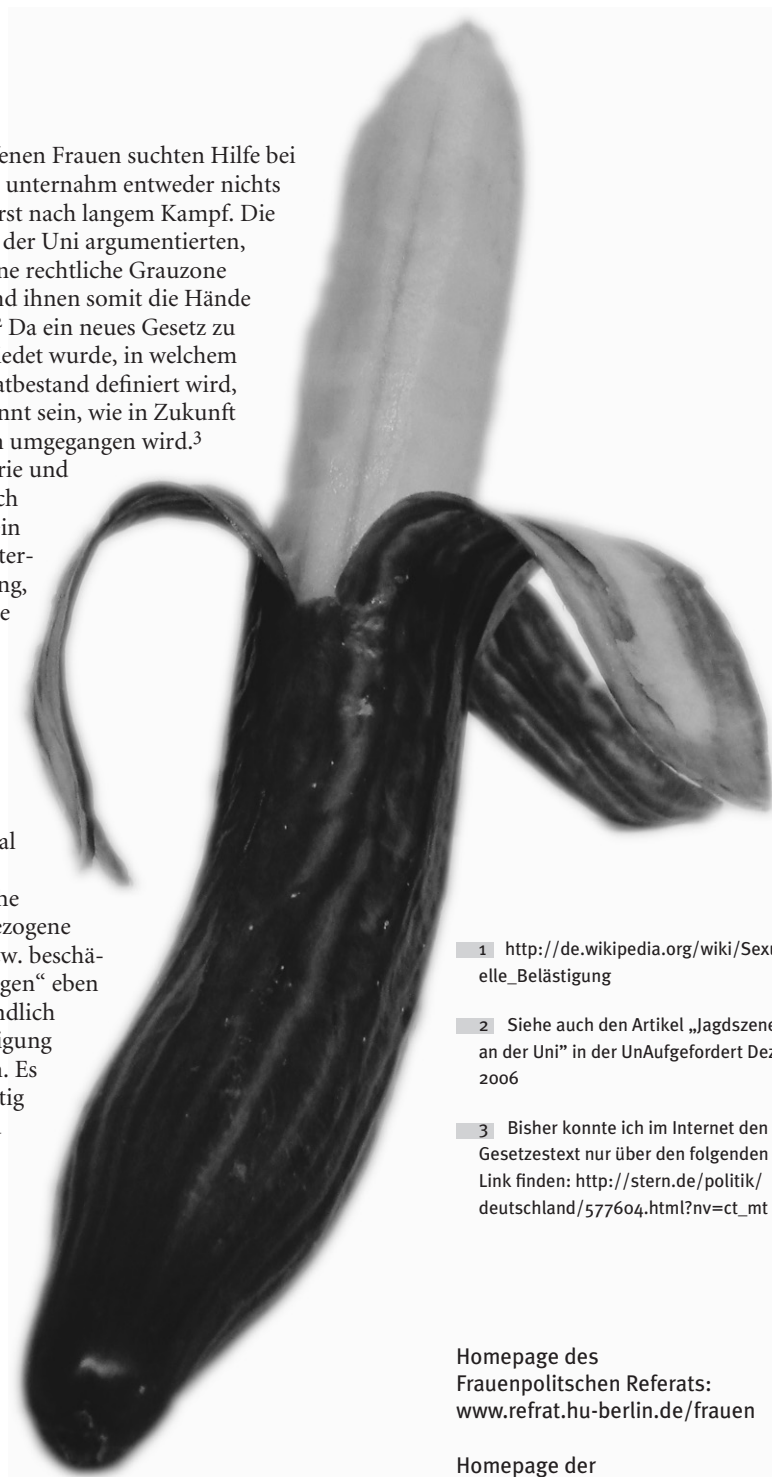 enen Frauen suchten Hilfe bei
unternahm entweder nichts
rst nach langem Kampf. Die
der Uni argumentierten,
ne rechtliche Grauzone
nd ihnen somit die Hände
2 Da ein neues Gesetz zu
iedet wurde, in welchem
atbestand definiert wird,
nnt sein, wie in Zukunft
n umgegangen wird.3
rie und
ch
in
ter-
ng,
e
al
ne
ezogene
w. beschä-
gen“ eben
ndlich
igung
n. Es
tig
1 http://de.wikipedia.org/wiki/Sexu
elle_Belästigung
2 Siehe auch den Artikel „Jagdszene
an der Uni” in der UnAufgefordert Dez
2006
3 Bisher konnte ich im Internet den
Gesetzestext nur über den folgenden
Link finden: http://stern.de/politik/
deutschland/577604.html?nv=ct_mt
Homepage des
Frauenpolitschen Referats:
www.refrat.hu-berlin.de/frauen
Homepage der